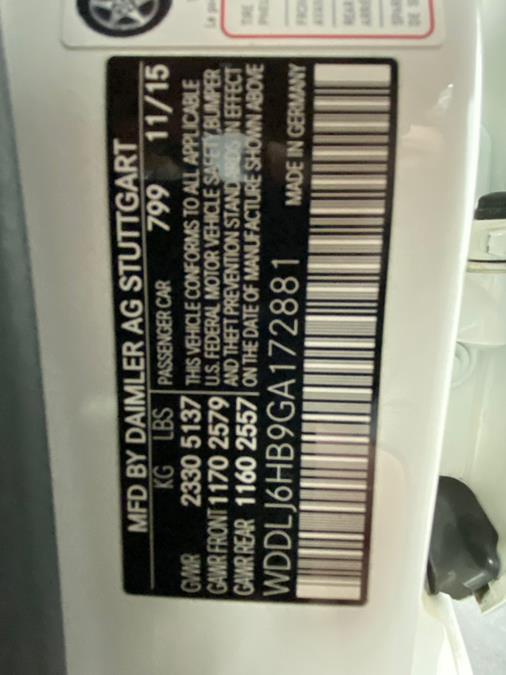 MFD BY DAIMLER AG STUTTGART
KG LBS PASSENGER CAR 799 11/15
GVWR 2330 5137 THIS VEHICLE CONFORMS TO ALL APPLICABLE
GAWR FRONT 1170 2579 U.S. FEDERAL MOTOR VEHICLE SAFETY, BUMPER
GAWR REAR 1160 2557 AND THEFT PREVENTION STANDARDS IN EFFECT
ON THE DATE OF MANUFACTURE SHOWN ABOVE
WDDLJ6HB9GA172881 MADE IN GERMANY
TIRE